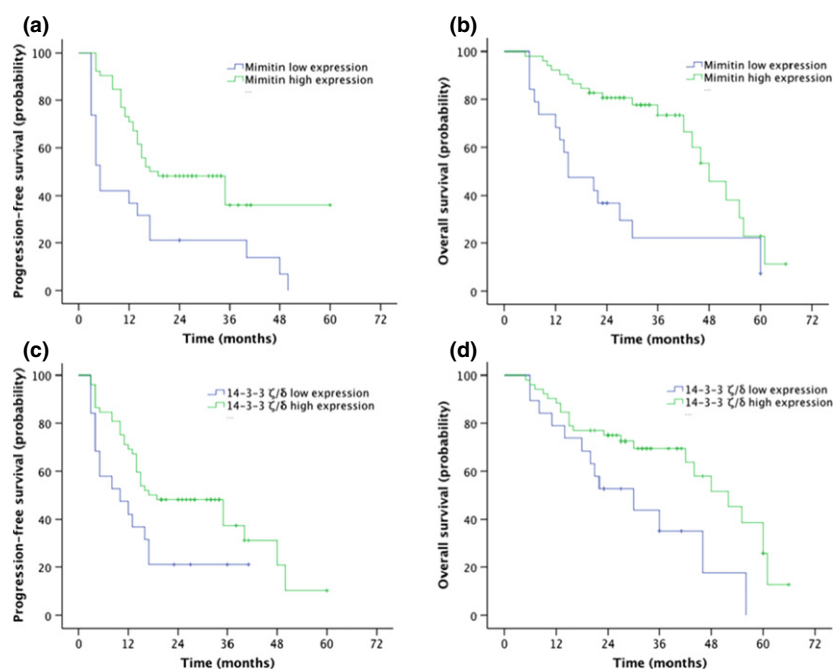 (a)
Progression-free survival (probability)
100
80
60
40
20
0
Mimitin low expression
Mimitin high expression
0 12 24 36 48 60 72
Time (months)
(b)
Overall survival (probability)
100
80
60
40
20
0
Mimitin low expression
Mimitin high expression
0 12 24 36 48 60 72
Time (months)
(c)
Progression-free survival (probability)
100
80
60
40
20
0
14-3-3 ζ/δ low expression
14-3-3 ζ/δ high expression
0 12 24 36 48 60 72
Time (months)
(d)
Overall survival (probability)
100
80
60
40
20
0
14-3-3 ζ/δ low expression
14-3-3 ζ/δ high expression
0 12 24 36 48 60 72
Time (months)